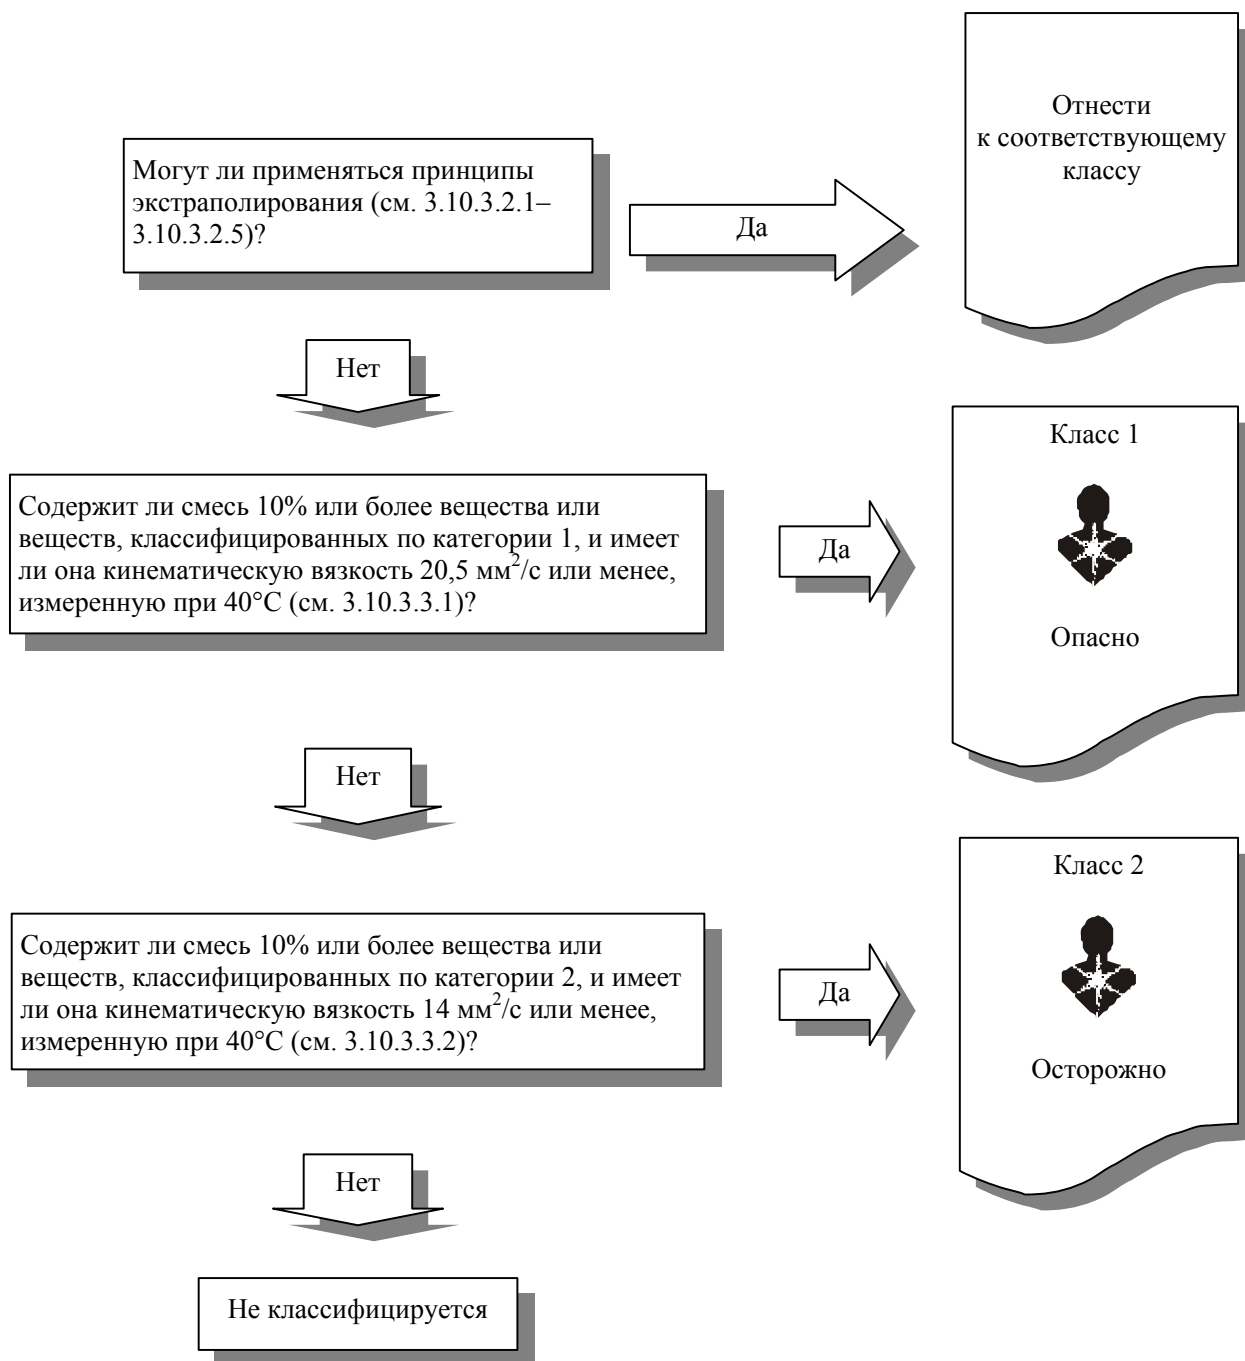 Могут ли применяться принципы
экстраполирования (см. 3.10.3.2.1–
3.10.3.2.5)?
Да
Отнести
к соответствующему
классу
Нет
Содержит ли смесь 10% или более вещества или
веществ, классифицированных по категории 1, и имеет
ли она кинематическую вязкость 20,5 мм²/с или менее,
измеренную при 40°C (см. 3.10.3.3.1)?
Да
Класс 1
Опасно
Нет
Содержит ли смесь 10% или более вещества или
веществ, классифицированных по категории 2, и имеет
ли она кинематическую вязкость 14 мм²/с или менее,
измеренную при 40°C (см. 3.10.3.3.2)?
Да
Класс 2
Осторожно
Нет
Не классифицируется